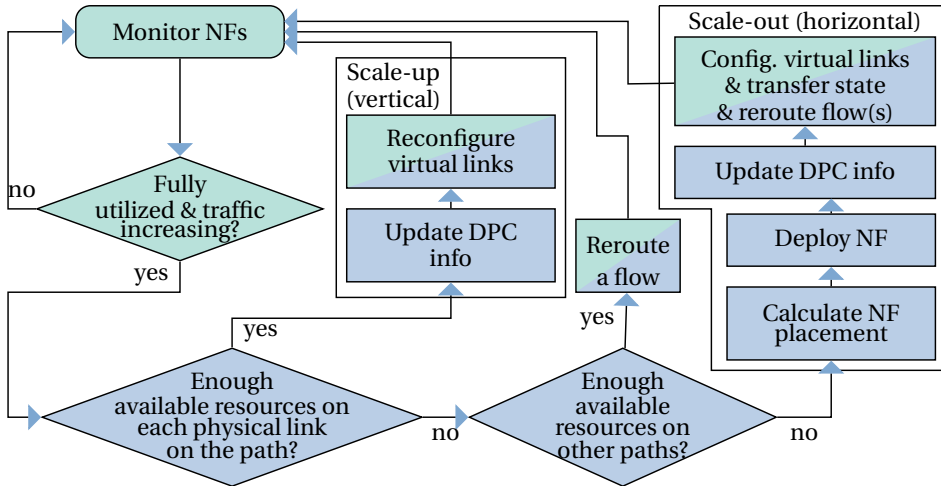 Monitor NFs
Fully
utilized & traffic
increasing?
no
yes
Scale-up
(vertical)
Reconfigure
virtual links
Update DPC
info
yes
Enough
available resources on
each physical link
on the path?
no
Reroute
a flow
yes
Enough
available
resources on
other paths?
no
Scale-out (horizontal)
Config. virtual links
& transfer state
& reroute flow(s)
Update DPC info
Deploy NF
Calculate NF
placement